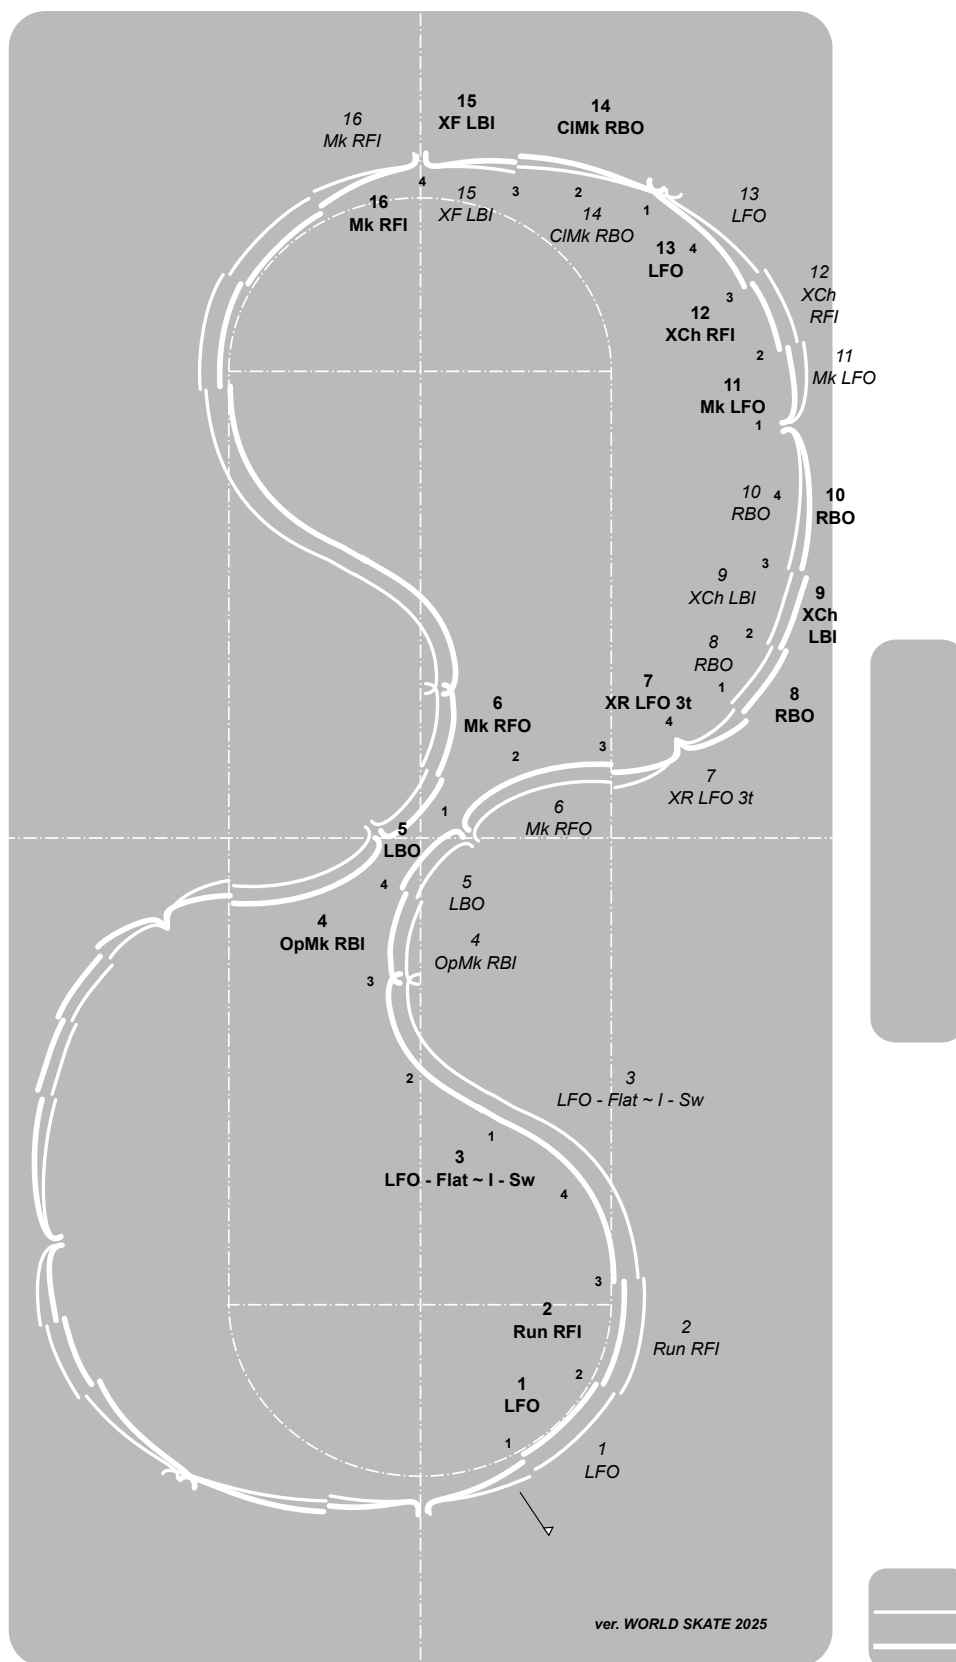 15
XF LBI
14
ClMk RBO
16
Mk RFI
4
15
XF LBI
3
2
14
ClMk RBO
1
13
LFO
16
Mk RFI
13
LFO
4
12
XCh
RFI
3
12
XCh RFI
2
11
Mk LFO
11
Mk LFO
1
10
RBO
4
10
RBO
3
9
XCh LBI
9
XCh
LBI
2
8
RBO
1
8
RBO
7
XR LFO 3t
4
6
Mk RFO
3
2
7
XR LFO 3t
6
Mk RFO
1
5
LBO
4
5
LBO
4
OpMk RBI
4
OpMk RBI
3
2
3
LFO - Flat ~ I - Sw
1
3
LFO - Flat ~ I - Sw
4
3
2
Run RFI
2
Run RFI
2
1
LFO
1
1
LFO
ver. WORLD SKATE 2025